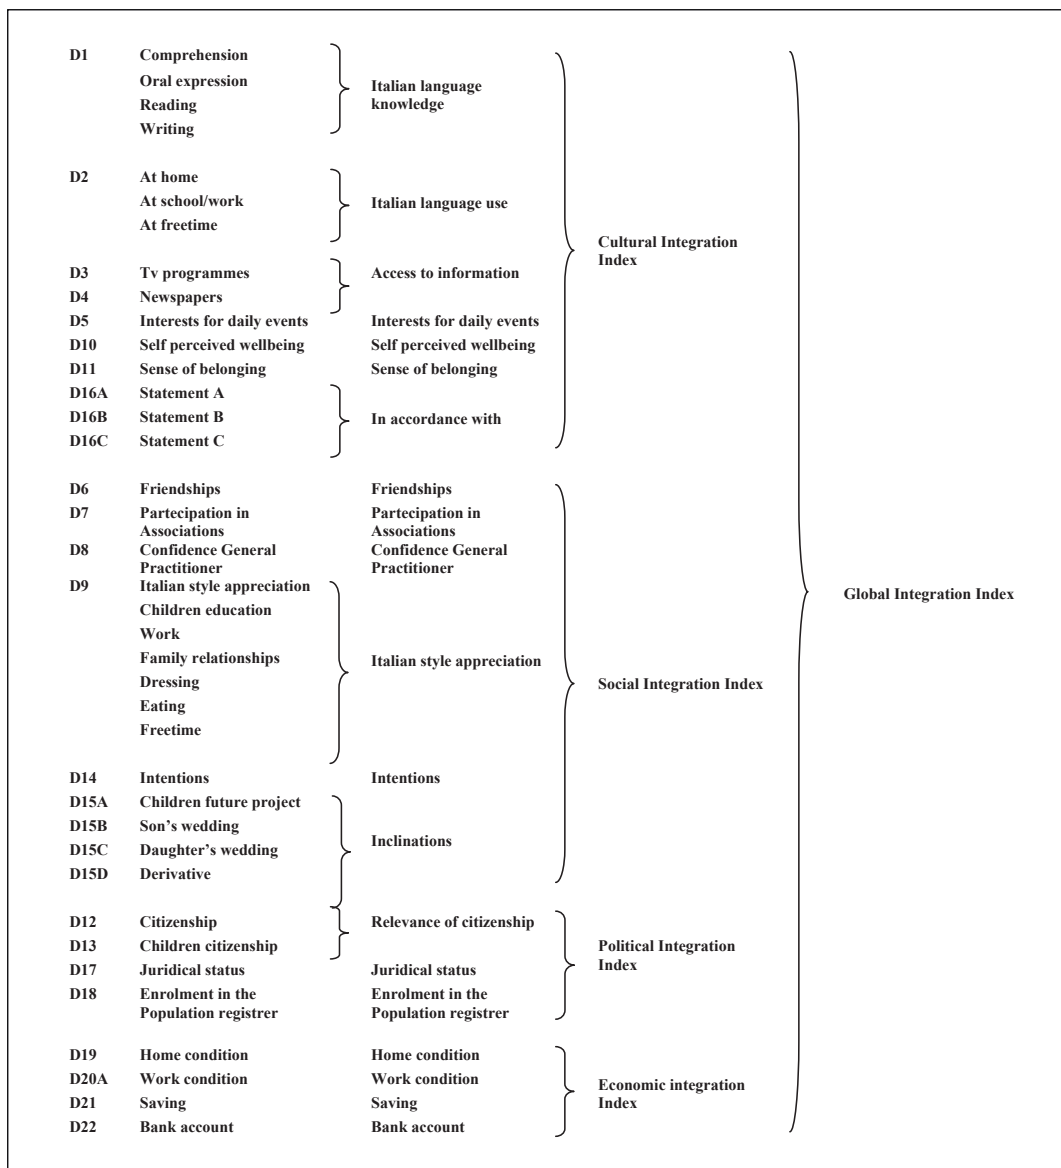 D1 Comprehension
Oral expression
Reading
Writing
Italian language
knowledge
D2 At home
At school/work
At freetime
Italian language use
D3 Tv programmes
D4 Newspapers
Access to information
D5 Interests for daily events Interests for daily events
D10 Self perceived wellbeing Self perceived wellbeing
D11 Sense of belonging Sense of belonging
D16A Statement A
D16B Statement B
D16C Statement C
In accordance with
Cultural Integration
Index
D6 Friendships Friendships
D7 Partecipation in Partecipation in
Associations Associations
D8 Confidence General Confidence General
Practitioner Practitioner
D9 Italian style appreciation
Children education
Work
Family relationships
Dressing
Eating
Freetime
Italian style appreciation
D14 Intentions Intentions
D15A Children future project
D15B Son's wedding
D15C Daughter's wedding
D15D Derivative
Inclinations
Social Integration Index
D12 Citizenship
D13 Children citizenship
Relevance of citizenship
D17 Juridical status Juridical status
D18 Enrolment in the Enrolment in the
Population registrer Population registrer
Political Integration
Index
D19 Home condition Home condition
D20A Work condition Work condition
D21 Saving Saving
D22 Bank account Bank account
Economic integration
Index
Global Integration Index